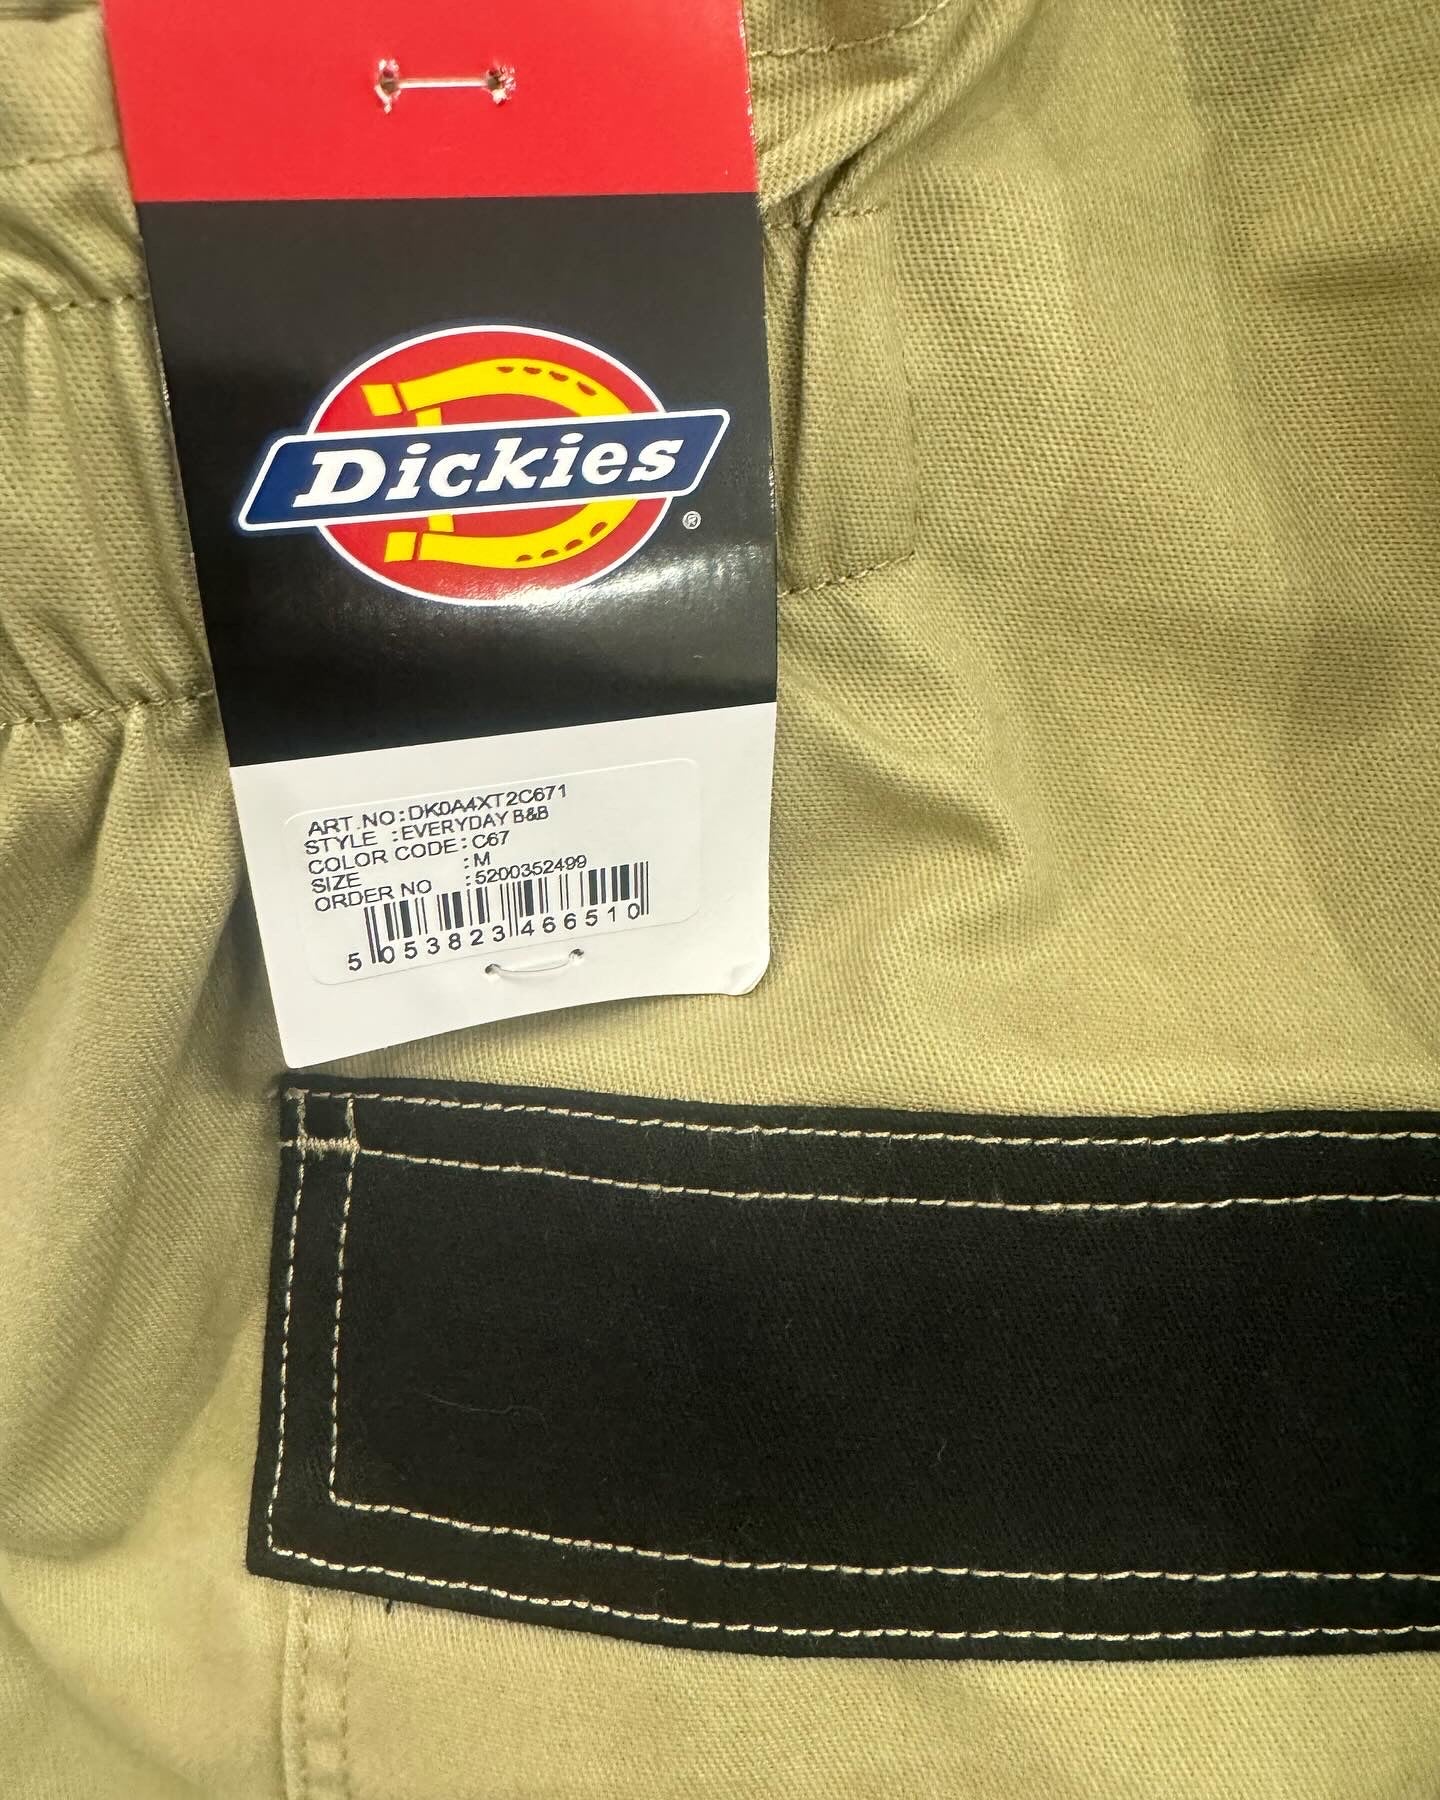 Dickies
®
ART.NO:DK0A4XT2C671
STYLE :EVERYDAY B&B
COLOR CODE:C67
SIZE :M
ORDER NO :5200352499
5 053823 466510